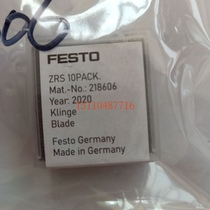 FESTO
ZRS 10PACK.
Mat.-No.: 218606
Year: 2020
Klinge
Blade
Festo Germany
Made in Germany